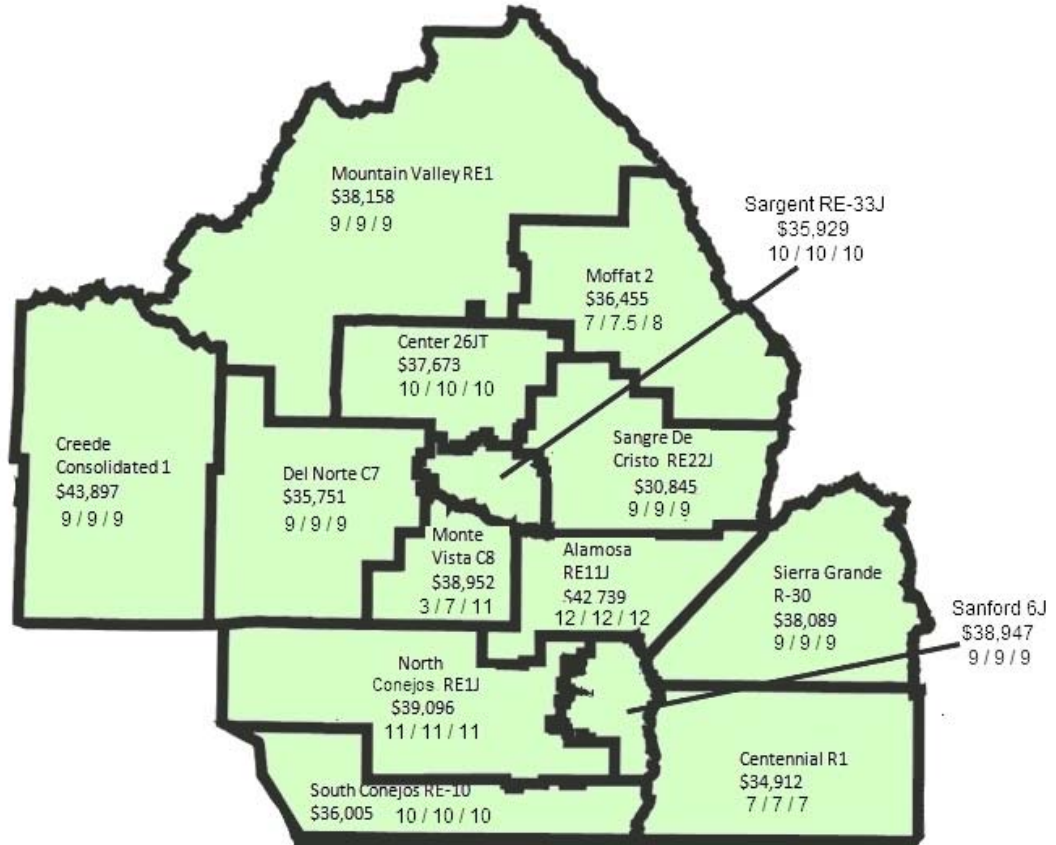 Mountain Valley RE1
$38,158
9 / 9 / 9
Sargent RE-33J
$35,929
10 / 10 / 10
Moffat 2
$36,455
7 / 7.5 / 8
Center 26JT
$37,673
10 / 10 / 10
Creede
Consolidated 1
$43,897
9 / 9 / 9
Del Norte C7
$35,751
9 / 9 / 9
Sangre De
Cristo RE22J
$30,845
9 / 9 / 9
Monte
Vista C8
$38,952
3 / 7 / 11
Alamosa
RE11J
$42 739
12 / 12 / 12
Sierra Grande
R-30
$38,089
9 / 9 / 9
Sanford 6J
$38,947
9 / 9 / 9
North
Conejos RE1J
$39,096
11 / 11 / 11
Centennial R1
$34,912
7 / 7 / 7
South Conejos RE-10
$36,005 10 / 10 / 10